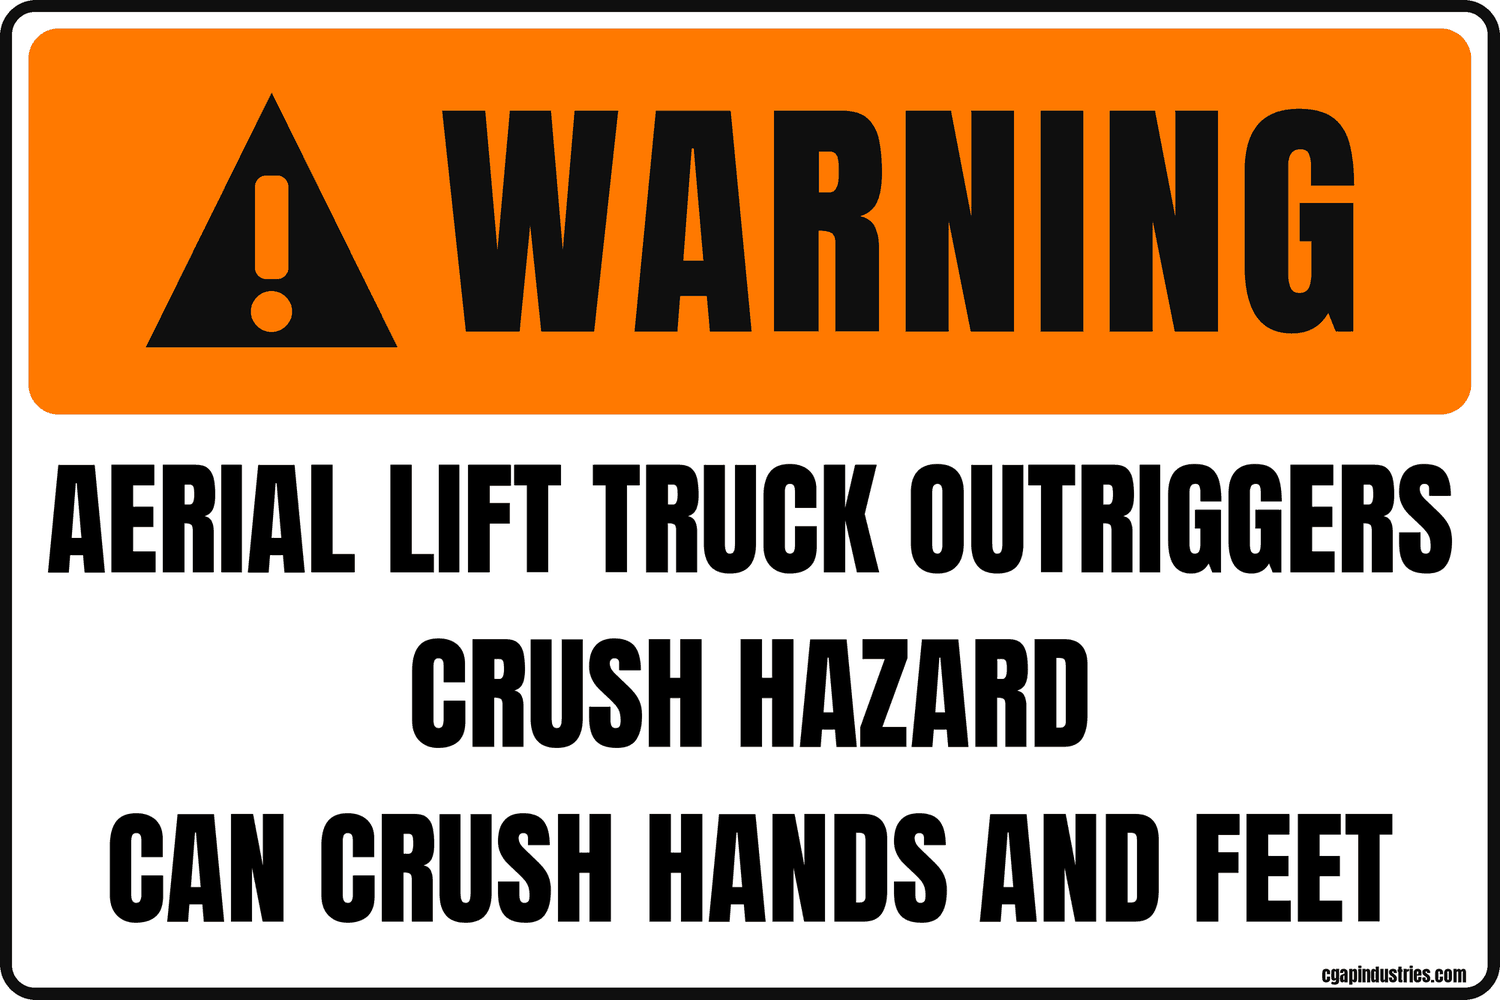 WARNING
AERIAL LIFT TRUCK OUTRIGGERS
CRUSH HAZARD
CAN CRUSH HANDS AND FEET
cgapindustries.com